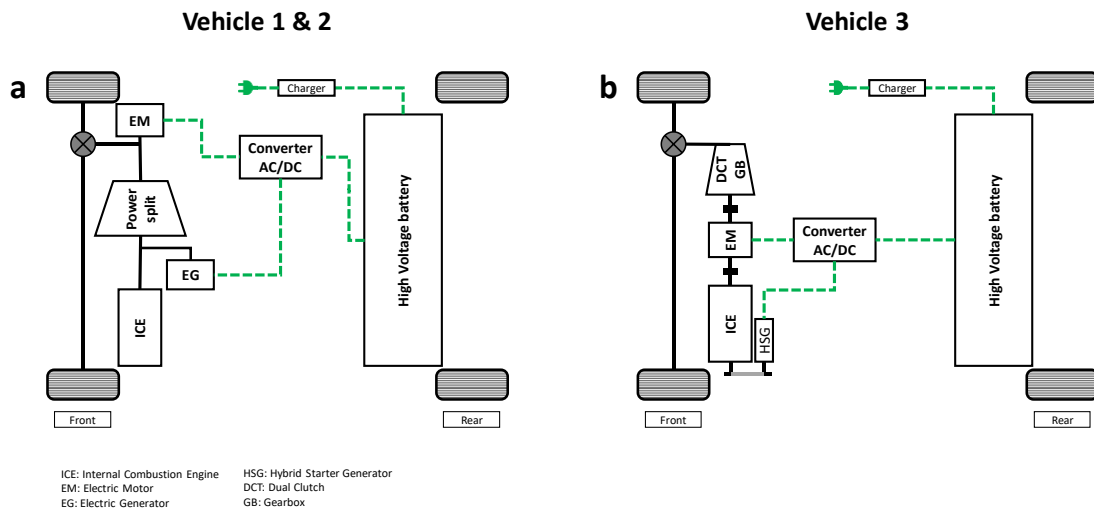 Vehicle 1 & 2
Vehicle 3
a
Charger
EM
Converter
AC/DC
Power
split
High Voltage battery
EG
ICE
Front
Rear
b
Charger
DCT
GB
EM
Converter
AC/DC
High Voltage battery
ICE
HSG
Front
Rear
ICE: Internal Combustion Engine
HSG: Hybrid Starter Generator
EM: Electric Motor
DCT: Dual Clutch
EG: Electric Generator
GB: Gearbox